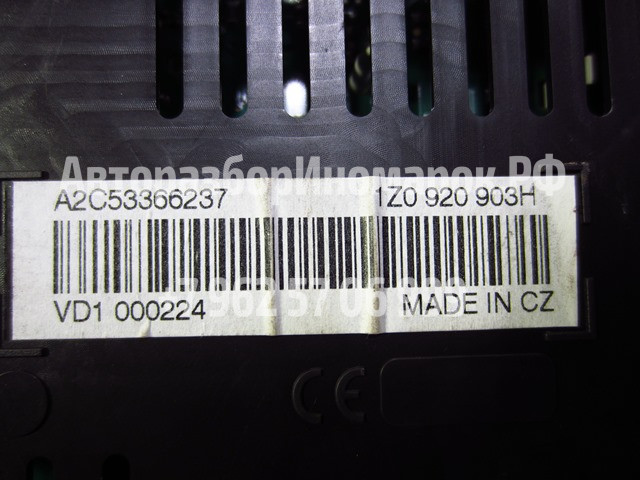 АвторазборИномарок.РФ
A2C53366237 1Z0 920 903H
VD1 000224 MADE IN CZ
CE